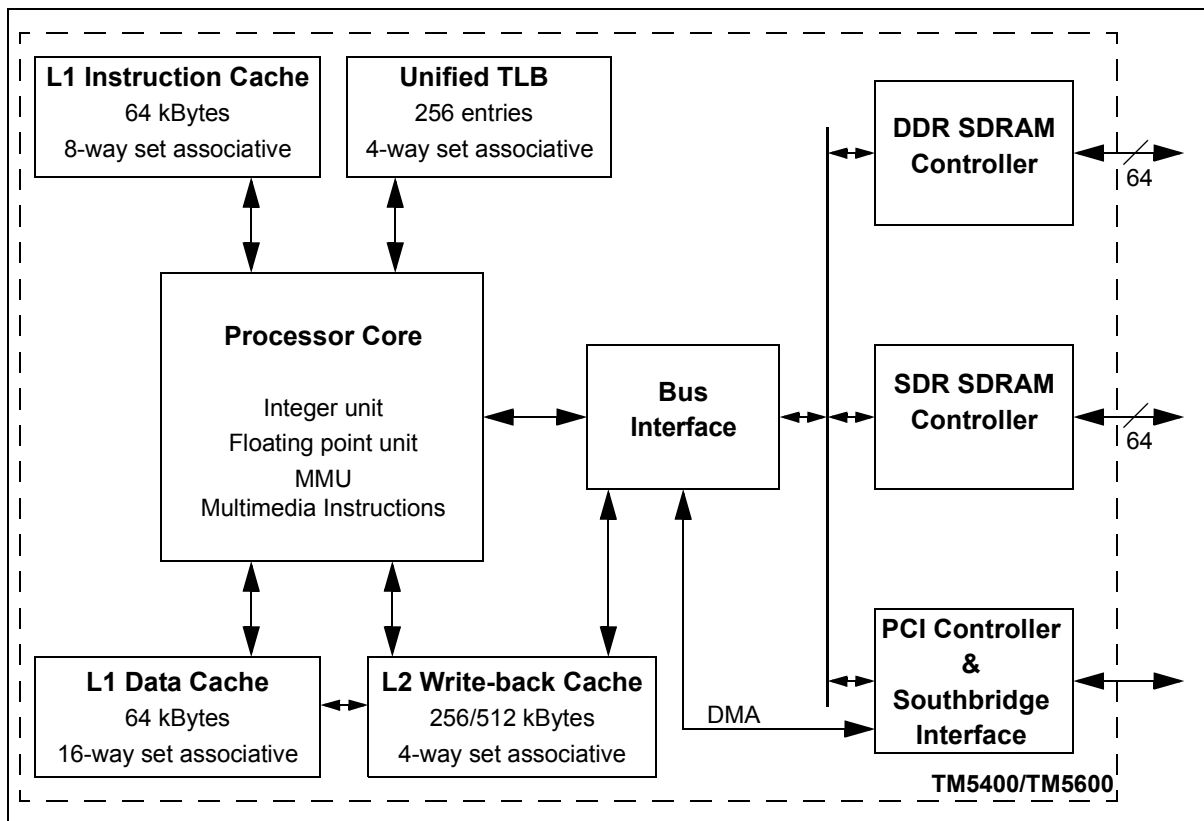 L1 Instruction Cache
64 kBytes
8-way set associative
Unified TLB
256 entries
4-way set associative
DDR SDRAM
Controller
64
Processor Core
Integer unit
Floating point unit
MMU
Multimedia Instructions
Bus
Interface
SDR SDRAM
Controller
64
L1 Data Cache
64 kBytes
16-way set associative
L2 Write-back Cache
256/512 kBytes
4-way set associative
DMA
PCI Controller
&
Southbridge
Interface
TM5400/TM5600